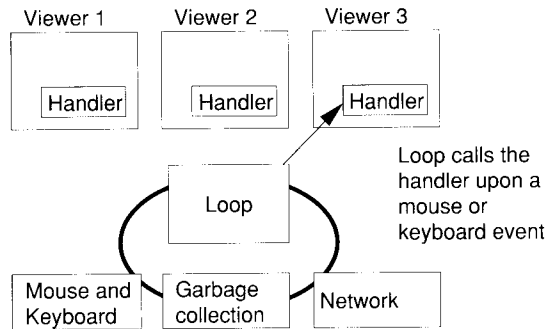 Viewer 1
Viewer 2
Viewer 3
Handler
Handler
Handler
Loop
Loop calls the
handler upon a
mouse or
keyboard event
Mouse and
Keyboard
Garbage
collection
Network